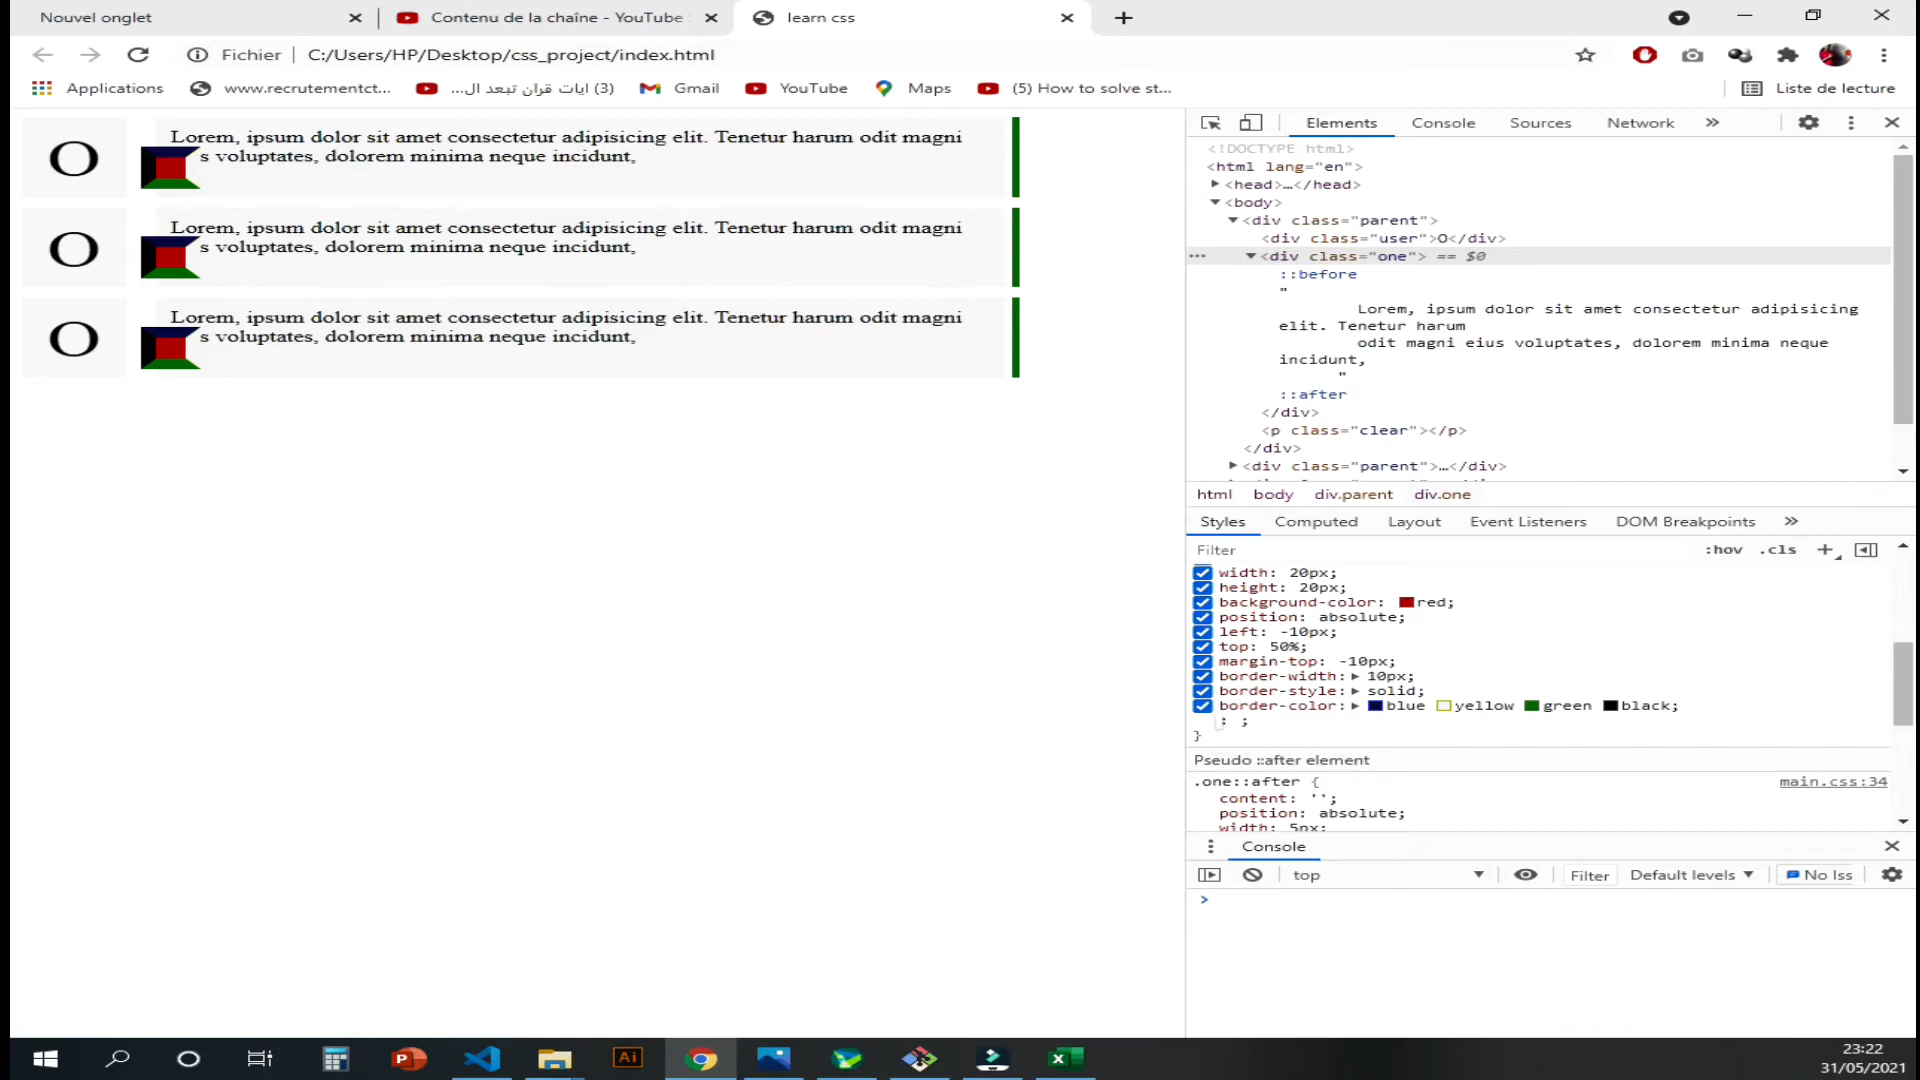 Nouvel onglet
Contenu de la chaîne - YouTube
learn css
Fichier C:/Users/HP/Desktop/css_project/index.html
Applications
www.recrutementct...
(3) ايات قران تبعد ال...
Gmail
YouTube
Maps
(5) How to solve st...
Liste de lecture
O
Lorem, ipsum dolor sit amet consectetur adipisicing elit. Tenetur harum odit magni
s voluptates, dolorem minima neque incidunt,
O
Lorem, ipsum dolor sit amet consectetur adipisicing elit. Tenetur harum odit magni
s voluptates, dolorem minima neque incidunt,
O
Lorem, ipsum dolor sit amet consectetur adipisicing elit. Tenetur harum odit magni
s voluptates, dolorem minima neque incidunt,
Elements Console Sources Network »
<!DOCTYPE html>
<html lang="en">
<head>…</head>
<body>
<div class="parent">
<div class="user">O</div>
<div class="one"> == $0
::before
"
Lorem, ipsum dolor sit amet consectetur adipisicing
elit. Tenetur harum
odit magni eius voluptates, dolorem minima neque
incidunt,
"
::after
</div>
<p class="clear"></p>
</div>
<div class="parent">…</div>
html body div.parent div.one
Styles Computed Layout Event Listeners DOM Breakpoints »
Filter :hov .cls +
width: 20px;
height: 20px;
background-color: red;
position: absolute;
left: -10px;
top: 50%;
margin-top: -10px;
border-width: 10px;
border-style: solid;
border-color: blue yellow green black;
: ;
}
Pseudo ::after element
.one::after { main.css:34
content: '';
position: absolute;
width: 5px;
Console
top Filter Default levels ▼ No Iss
>
P
Ai
X
23:22
31/05/2021